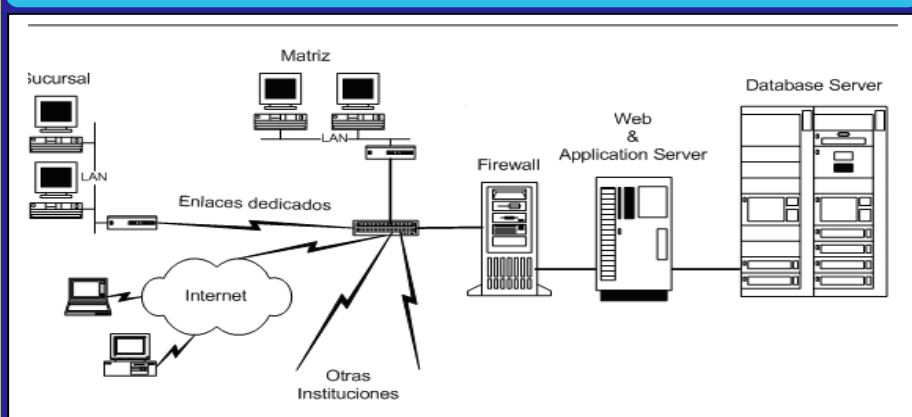 Matriz
Sucursal
Database Server
Web
&
Application Server
LAN
Firewall
LAN
Enlaces dedicados
Internet
Otras
Instituciones